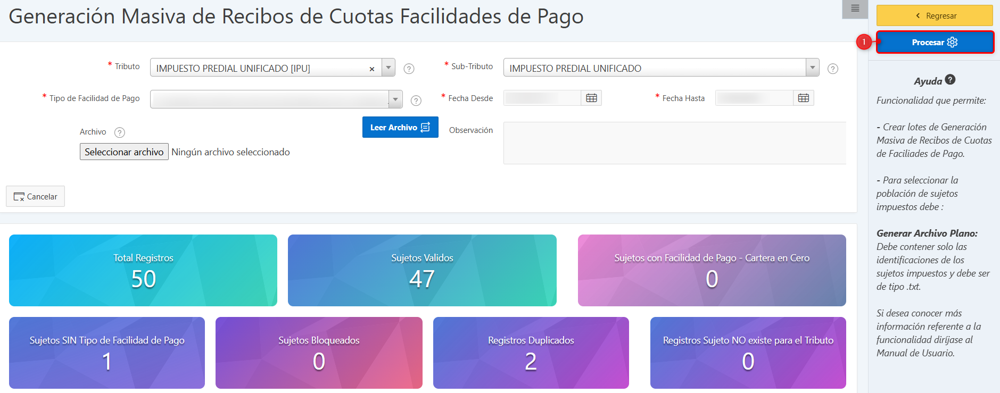 Generación Masiva de Recibos de Cuotas Facilidades de Pago
Regresar
1
Procesar
* Tributo
IMPUESTO PREDIAL UNIFICADO [IPU]
×
?
* Sub-Tributo
IMPUESTO PREDIAL UNIFICADO
?
* Tipo de Facilidad de Pago
?
* Fecha Desde
* Fecha Hasta
Archivo ?
Leer Archivo
Observación
Seleccionar archivo Ningún archivo seleccionado
Cancelar
Total Registros
50
Sujetos Validos
47
Sujetos con Facilidad de Pago - Cartera en Cero
0
Sujetos SIN Tipo de Facilidad de Pago
1
Sujetos Bloqueados
0
Registros Duplicados
2
Registros Sujeto NO existe para el Tributo
0
Ayuda ?
Funcionalidad que permite:
- Crear lotes de Generación
Masiva de Recibos de Cuotas
de Faciliades de Pago.
- Para seleccionar la
población de sujetos
impuestos debe :
Generar Archivo Plano:
Debe contener solo las
identificaciones de los
sujetos impuestos y debe ser
de tipo .txt.
Si desea conocer más
información referente a la
funcionalidad diríjase al
Manual de Usuario.